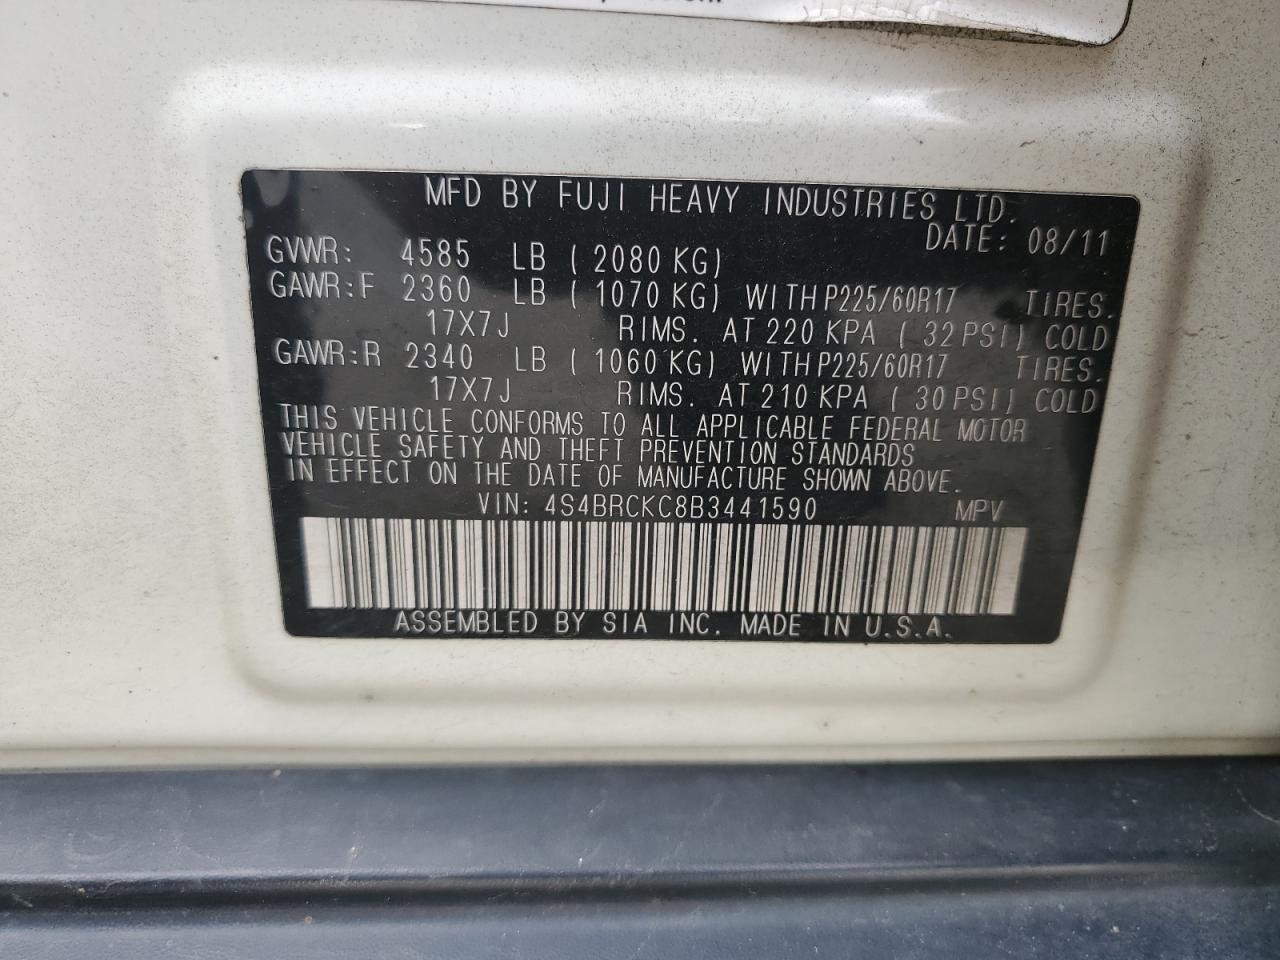 MFD BY FUJI HEAVY INDUSTRIES LTD.
DATE: 08/11
GVWR: 4585 LB ( 2080 KG)
GAWR:F 2360 LB ( 1070 KG) WITH P225/60R17 TIRES.
17X7J RIMS. AT 220 KPA ( 32 PSI) COLD
GAWR:R 2340 LB ( 1060 KG) WITH P225/60R17 TIRES.
17X7J RIMS. AT 210 KPA ( 30 PSI) COLD
THIS VEHICLE CONFORMS TO ALL APPLICABLE FEDERAL MOTOR
VEHICLE SAFETY AND THEFT PREVENTION STANDARDS
IN EFFECT ON THE DATE OF MANUFACTURE SHOWN ABOVE.
VIN: 4S4BRCKC8B3441590 MPV
ASSEMBLED BY SIA INC. MADE IN U.S.A.